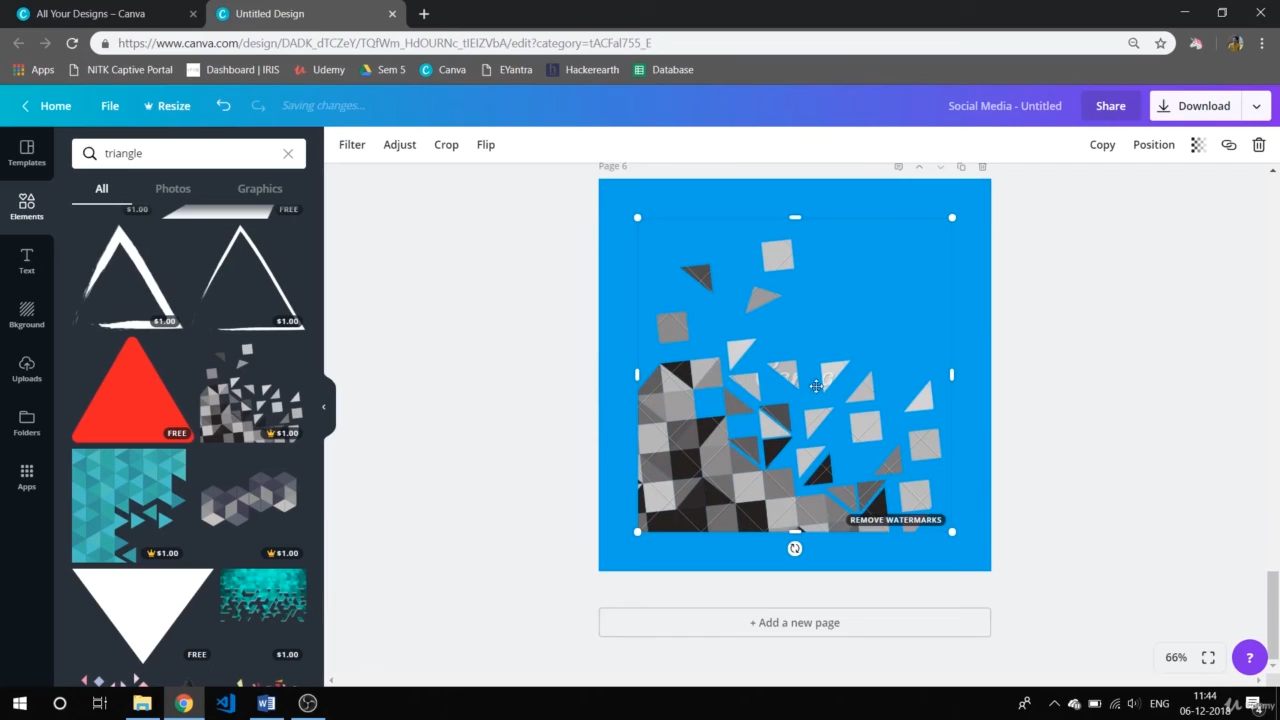 All Your Designs – Canva
Untitled Design
https://www.canva.com/design/DADK_dTCZeY/TQfWm_HdOURNc_tIEIZVbA/edit?category=tACFal755_E
Apps
NITK Captive Portal
Dashboard | IRIS
Udemy
Sem 5
Canva
EYantra
Hackerearth
Database
Home
File
Resize
Saving changes...
Social Media - Untitled
Share
Download
Templates
Elements
Text
Bkground
Uploads
Folders
Apps
triangle
All
Photos
Graphics
$1.00
FREE
$1.00
$1.00
FREE
$1.00
$1.00
$1.00
FREE
$1.00
Filter
Adjust
Crop
Flip
Copy
Position
Page 6
REMOVE WATERMARKS
+ Add a new page
66%
?
ENG
11:44
06-12-2018
4